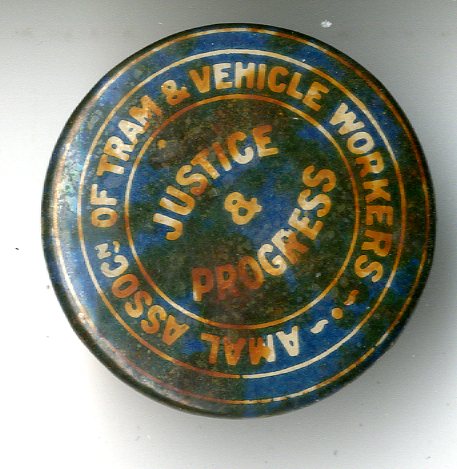 AMAL ASSOCN OF TRAM & VEHICLE WORKERS
JUSTICE
&
PROGRESS